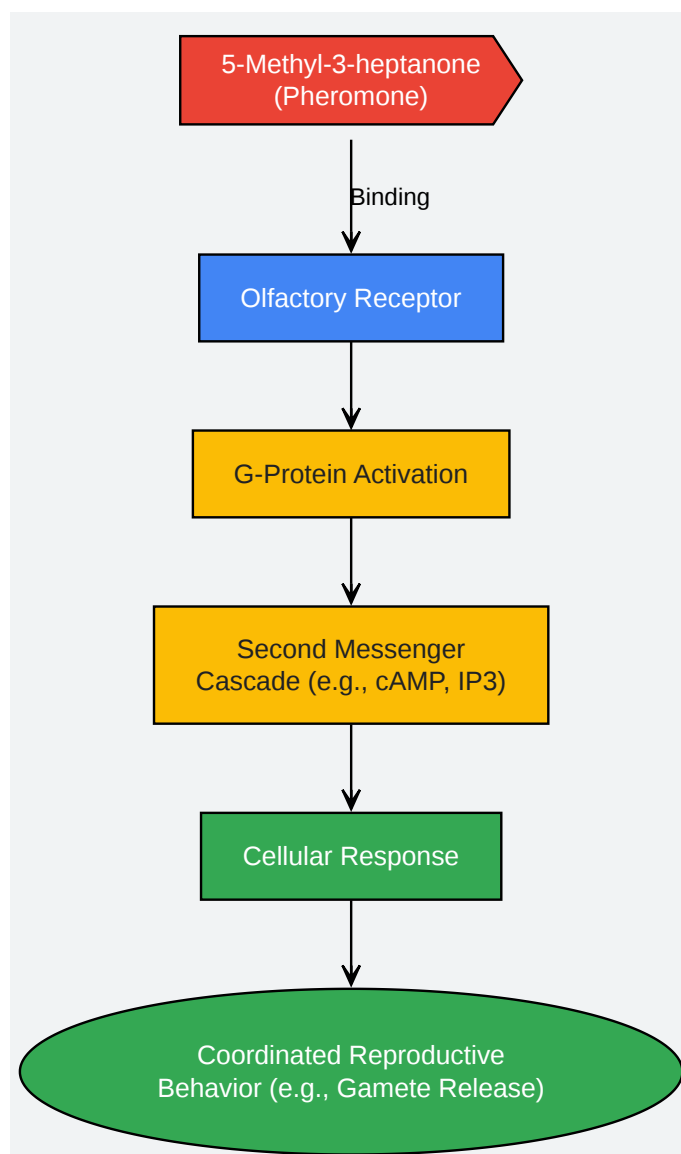 5-Methyl-3-heptanone
(Pheromone)
Binding
Olfactory Receptor
G-Protein Activation
Second Messenger
Cascade (e.g., cAMP, IP3)
Cellular Response
Coordinated Reproductive
Behavior (e.g., Gamete Release)